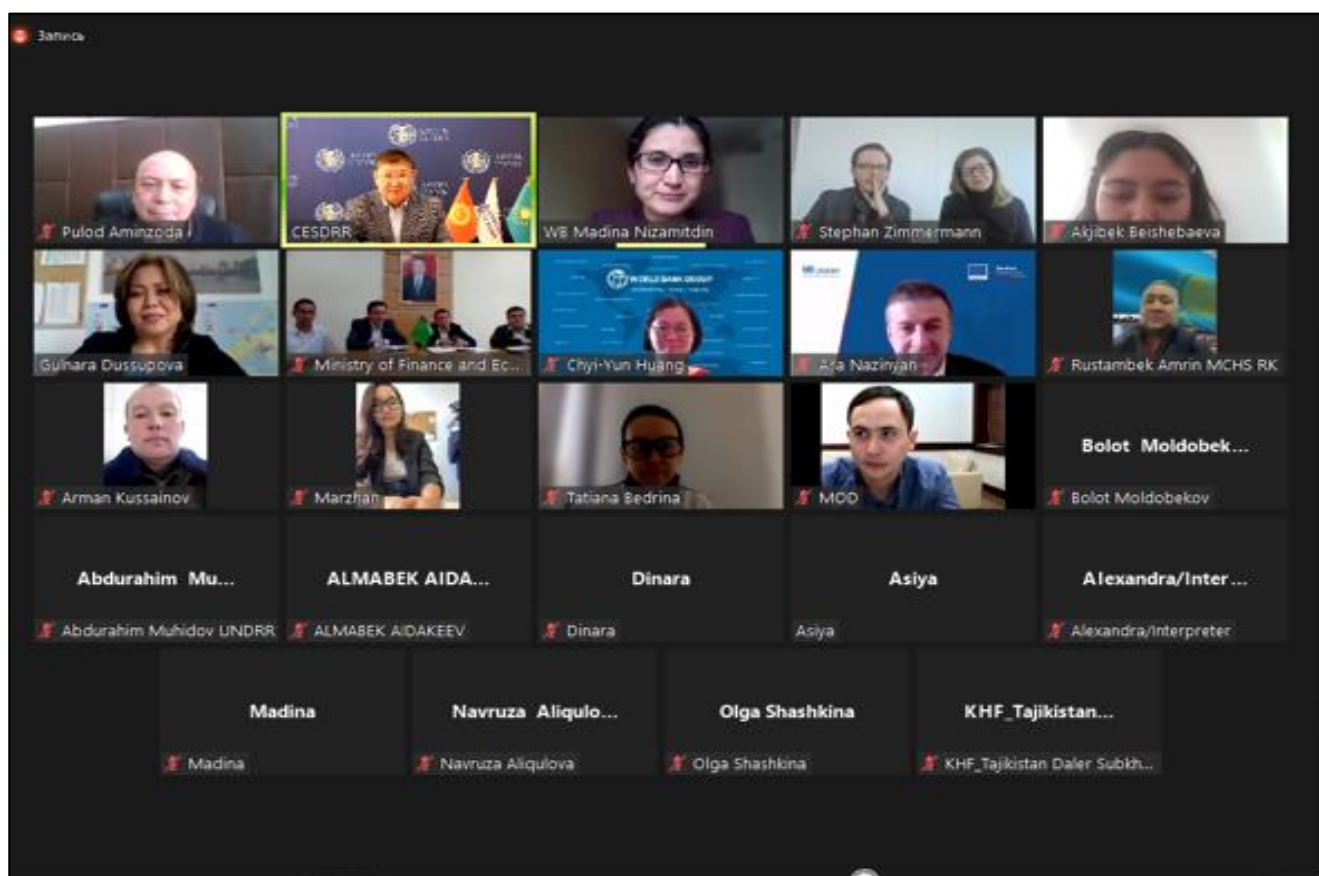 Запись
Pulod Aminzoda
CESDRR
WB Madina Nizamitdin
Stephan Zimmermann
Akjibek Beishebaeva
Gulnara Dussupova
Ministry of Finance and Ec...
WORLD BANK GROUP
Chyi-Yun Huang
Ara Nazinyan
Rustambek Amrin MCHS RK
Arman Kussainov
Marzhan
Tatiana Bedrina
MOD
Bolot Moldobek...
Bolot Moldobekov
Abdurahim Mu...
Abdurahim Muhidov UNDRR
ALMABEK AIDA...
ALMABEK AIDAKEEV
Dinara
Dinara
Asiya
Asiya
Alexandra/Inter...
Alexandra/Interpreter
Madina
Madina
Navruza Aliqulo...
Navruza Aliqulova
Olga Shashkina
Olga Shashkina
KHF_Tajikistan...
KHF_Tajikistan Daler Subkh...